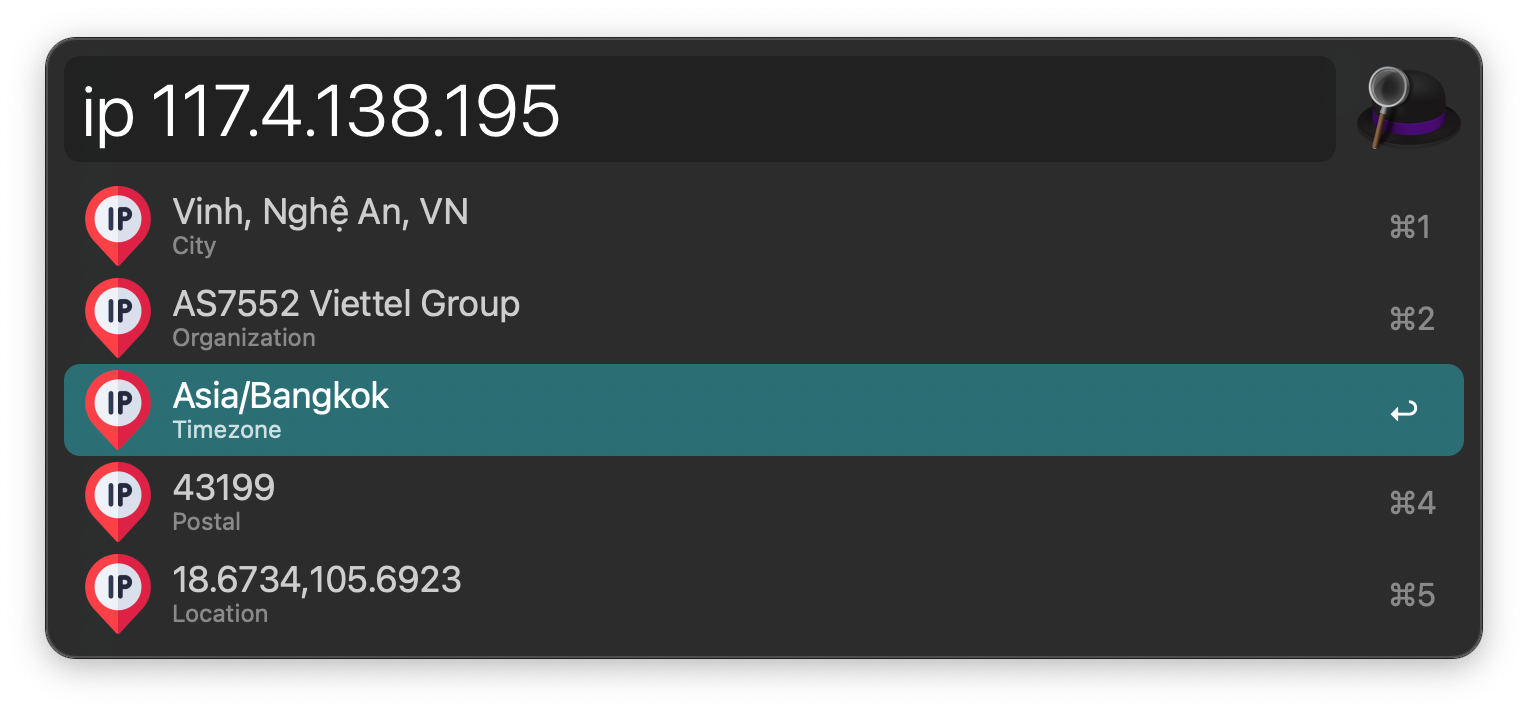 ip 117.4.138.195
IP
Vinh, Nghệ An, VN
City
⌘1
IP
AS7552 Viettel Group
Organization
⌘2
IP
Asia/Bangkok
Timezone
IP
43199
Postal
⌘4
IP
18.6734,105.6923
Location
⌘5